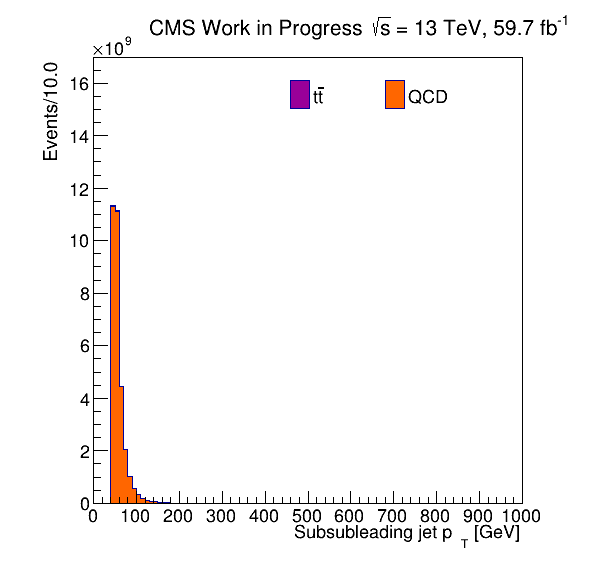 CMS Work in Progress √s = 13 TeV, 59.7 fb⁻¹
×10⁹
Events/10.0
16
14
12
10
8
6
4
2
0
tt̄
QCD
0 100 200 300 400 500 600 700 800 900 1000
Subsubleading jet p_T [GeV]